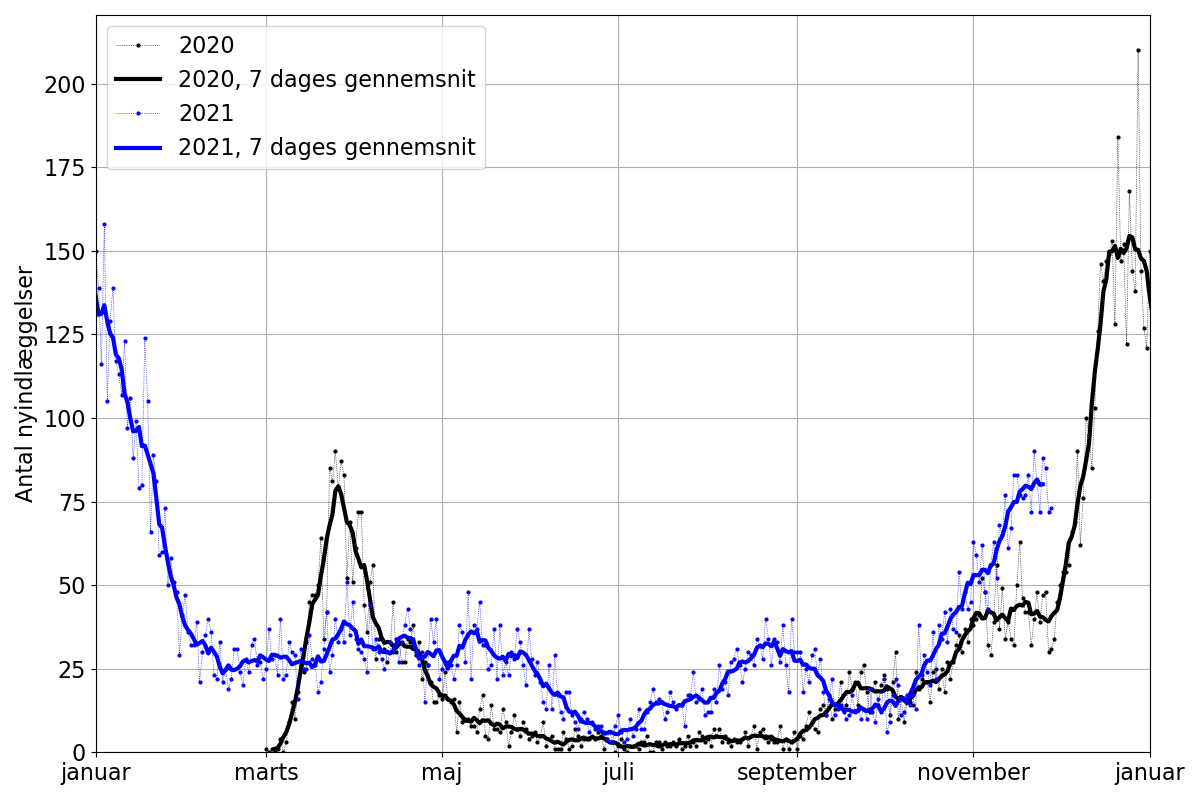 2020
2020, 7 dages gennemsnit
2021
2021, 7 dages gennemsnit
Antal nyindlæggelser
200
175
150
125
100
75
50
25
0
januar marts maj juli september november januar